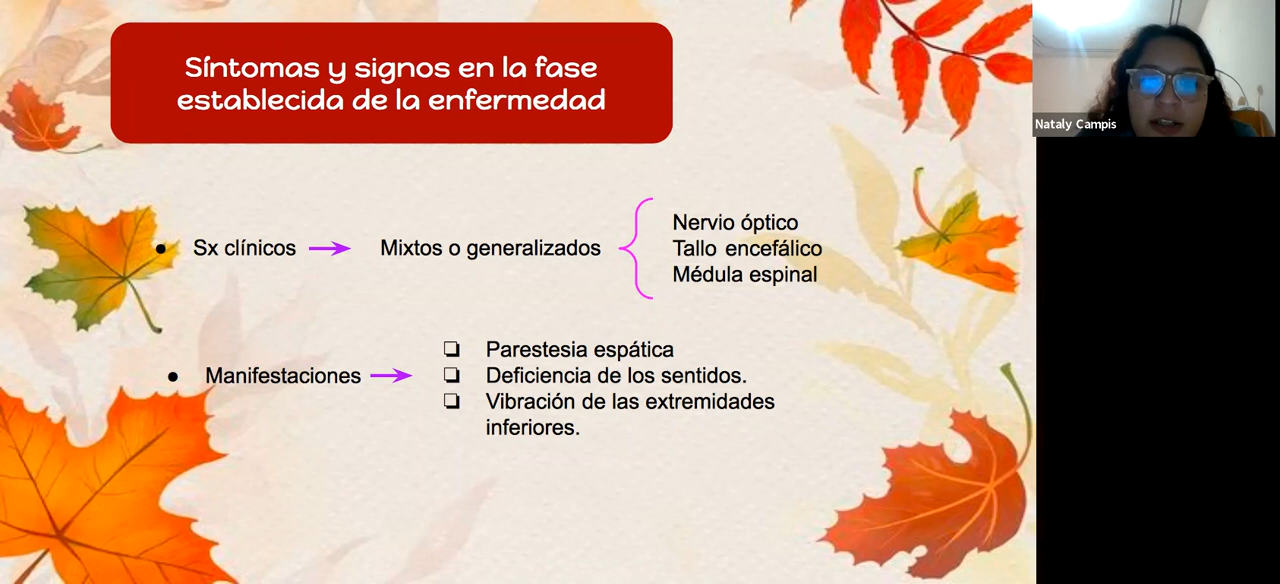 Síntomas y signos en la fase
establecida de la enfermedad
Nataly Campis
Sx clínicos
Mixtos o generalizados
Nervio óptico
Tallo encefálico
Médula espinal
Manifestaciones
Parestesia espática
Deficiencia de los sentidos.
Vibración de las extremidades
inferiores.